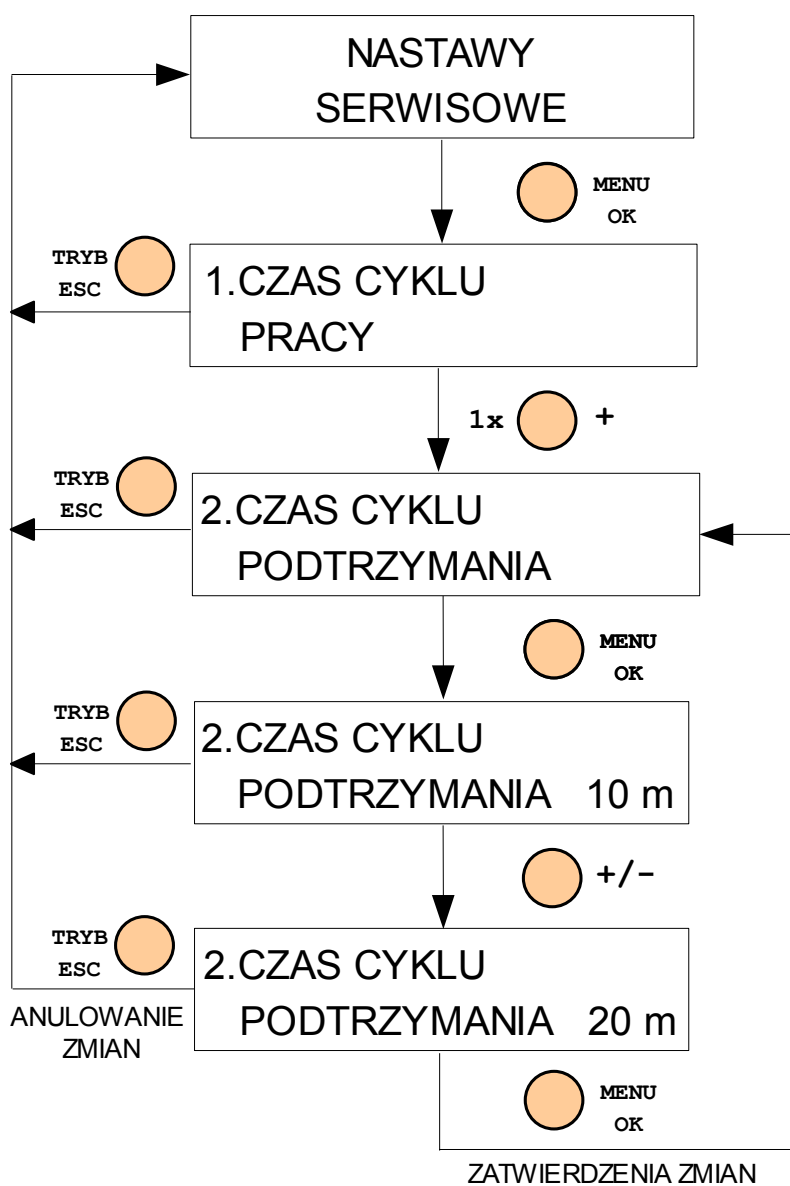 NASTAWY
SERWISOWE
MENU
OK
TRYB
ESC
1.CZAS CYKLU
PRACY
1x +
TRYB
ESC
2.CZAS CYKLU
PODTRZYMANIA
MENU
OK
TRYB
ESC
2.CZAS CYKLU
PODTRZYMANIA 10 m
+/-
TRYB
ESC
2.CZAS CYKLU
PODTRZYMANIA 20 m
ANULOWANIE
ZMIAN
MENU
OK
ZATWIERDZENIA ZMIAN